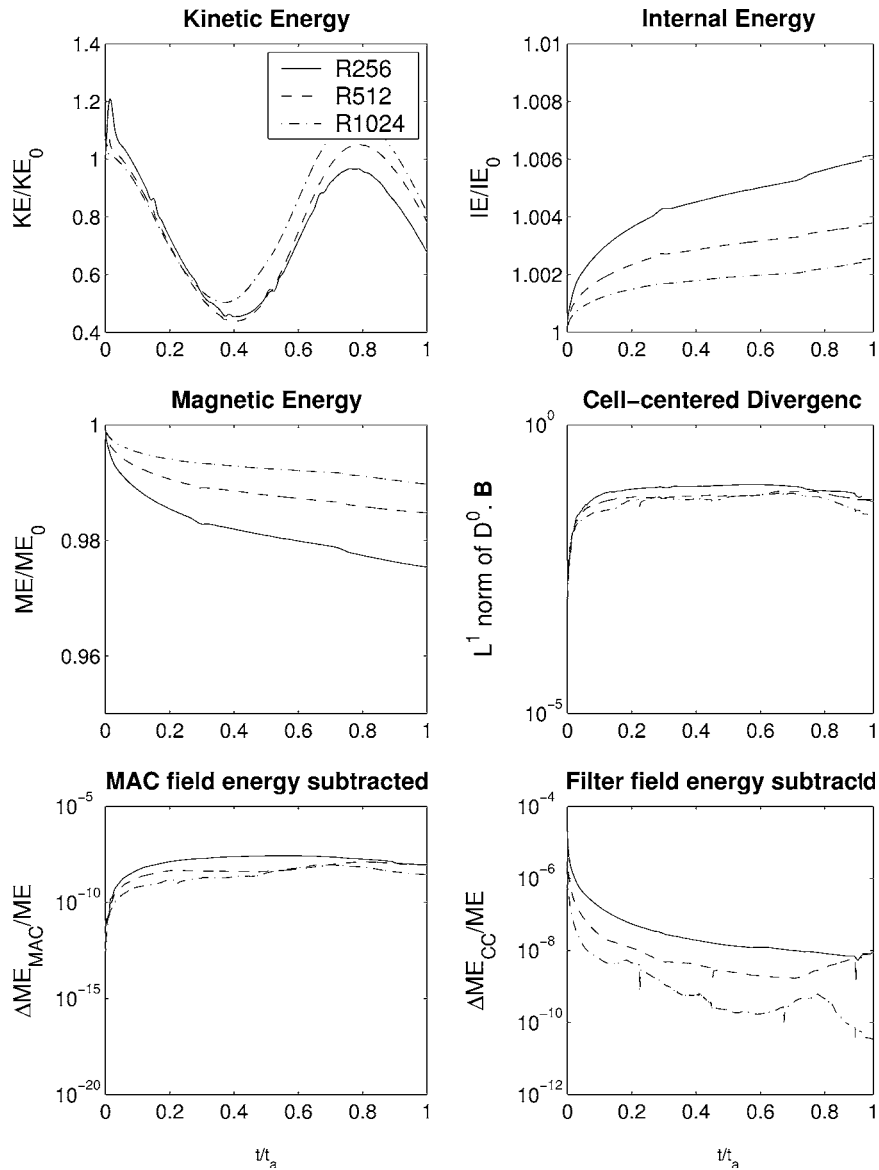 Kinetic Energy
1.4
1.2
1
0.8
0.6
0.4
KE/KE0
R256
R512
R1024
0 0.2 0.4 0.6 0.8 1
Internal Energy
1.01
1.008
1.006
1.004
1.002
1
IE/IE0
0 0.2 0.4 0.6 0.8 1
Magnetic Energy
1
0.98
0.96
ME/ME0
0 0.2 0.4 0.6 0.8 1
Cell-centered Divergenc
10^0
10^-5
L^1 norm of D^0. B
0 0.2 0.4 0.6 0.8 1
MAC field energy subtracted
10^-5
10^-10
10^-15
10^-20
ΔME_MAC/ME
0 0.2 0.4 0.6 0.8 1
t/t_a
Filter field energy subtracid
10^-4
10^-6
10^-8
10^-10
10^-12
ΔME_CC/ME
0 0.2 0.4 0.6 0.8 1
t/t_a